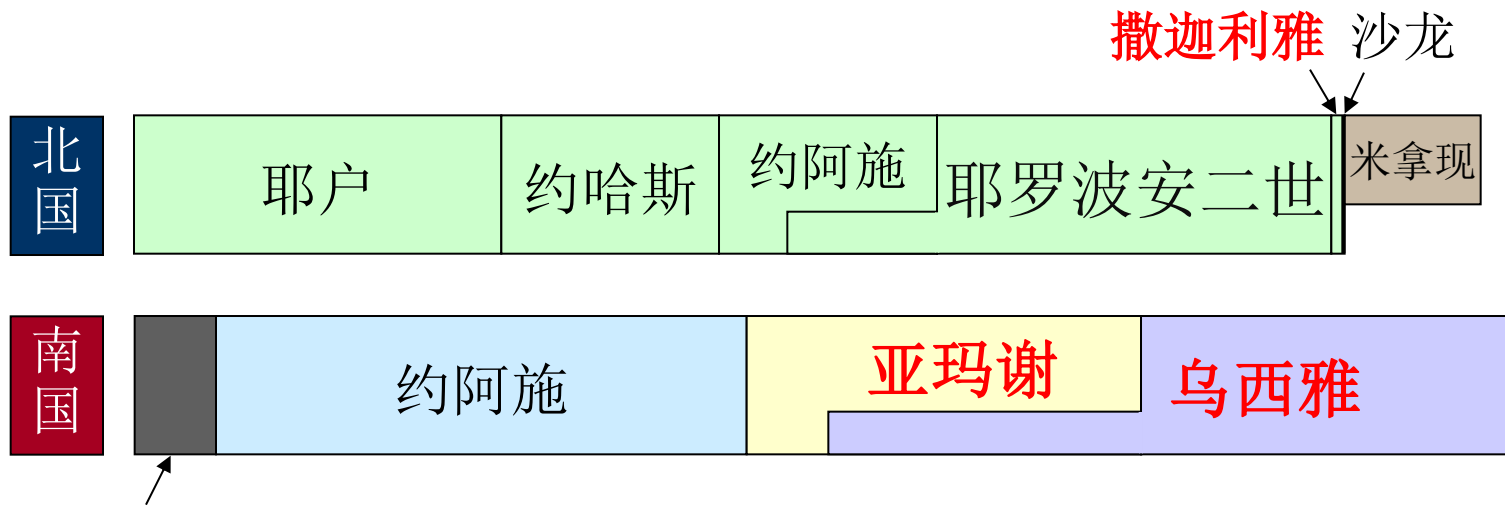 撒迦利雅 沙龙
北国
耶户
约哈斯
约阿施
耶罗波安二世
米拿现
南国
约阿施
亚玛谢
乌西雅